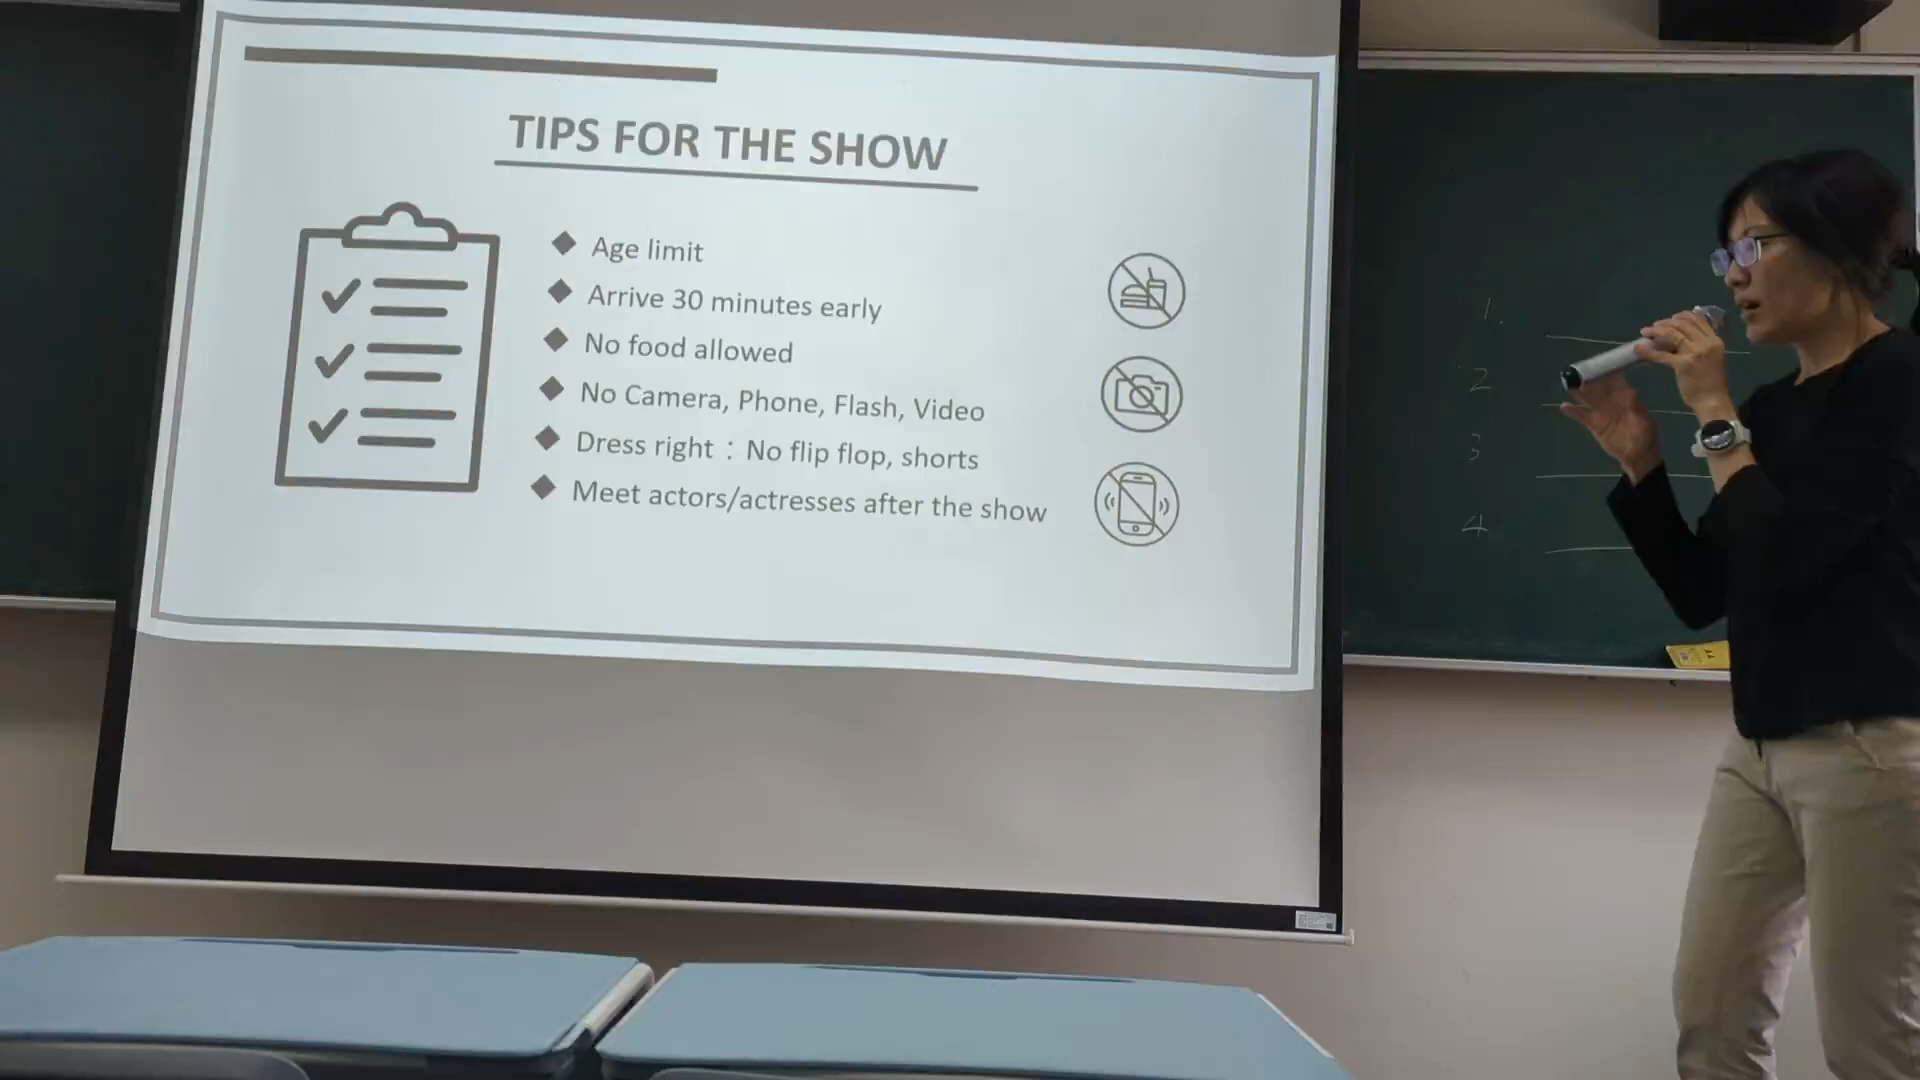 TIPS FOR THE SHOW
Age limit
Arrive 30 minutes early
No food allowed
No Camera, Phone, Flash, Video
Dress right：No flip flop, shorts
Meet actors/actresses after the show
1.
2
3
4